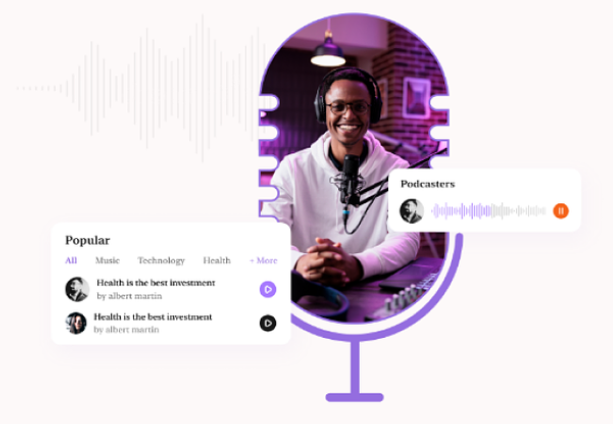 Podcasters
Popular
All Music Technology Health + More
Health is the best investment
by albert martin
Health is the best investment
by albert martin